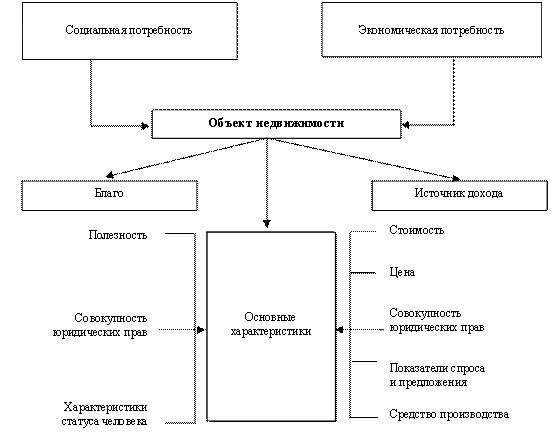 Социальная потребность
Экономическая потребность
Объект недвижимости
Благо
Источник дохода
Полезность
Совокупность
юридических прав
Характеристики
статуса человека
Основные
характеристики
Стоимость
Цена
Совокупность
юридических прав
Показатели спроса
и предложения
Средство производства